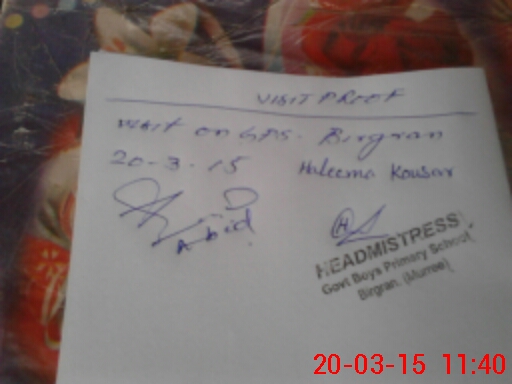 VISIT PROOF
Visit on GPS. Birgran
20-3-15 Haleema Kousar
Abid
H
HEADMISTRESS
Govt Boys Primary School
Birgran, (Murree)
20-03-15 11:40